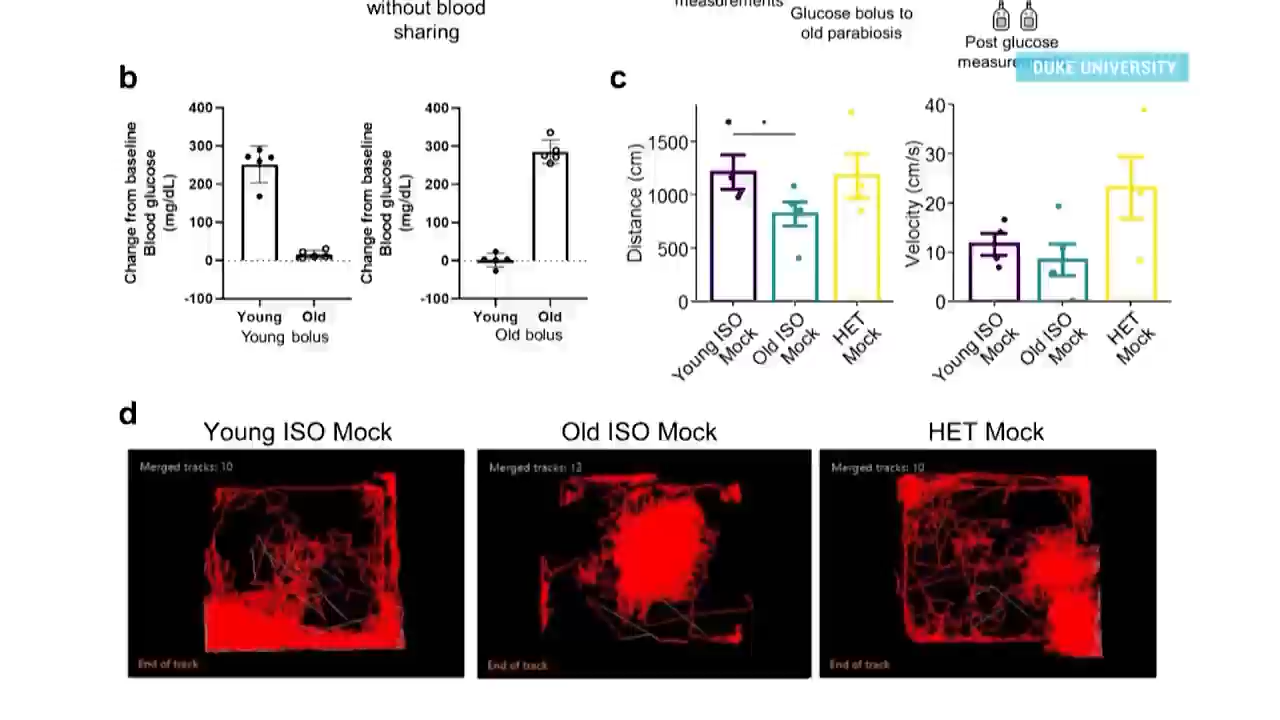 without blood
sharing
measurements
Glucose bolus to
old parabiosis
Post glucose
DUKE UNIVERSITY
b
Change from baseline
Blood glucose
(mg/dL)
400
300
200
100
0
-100
Young Old
Young bolus
Change from baseline
Blood glucose
(mg/dL)
400
300
200
100
0
-100
Young Old
Old bolus
c
Distance (cm)
1500
1000
500
0
Young ISO
Mock
Old ISO
Mock
HET
Mock
Velocity (cm/s)
40
30
20
10
0
Young ISO
Mock
Old ISO
Mock
HET
Mock
d
Young ISO Mock
Merged tracks: 10
End of track
Old ISO Mock
Merged tracks: 12
End of track
HET Mock
Merged tracks: 10
End of track